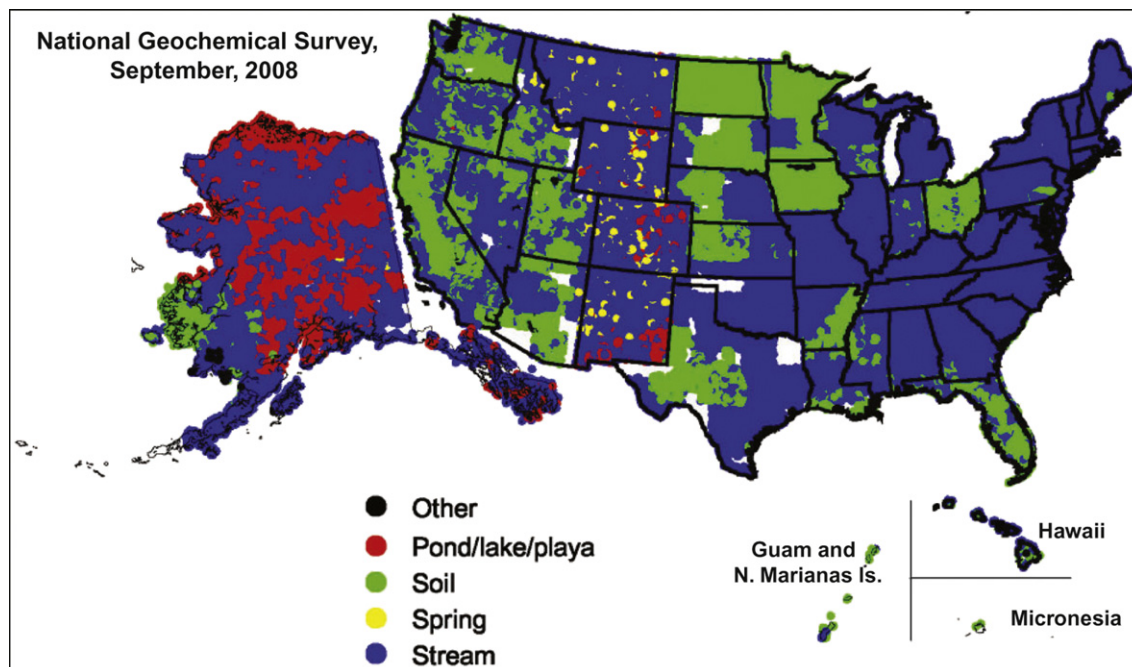 National Geochemical Survey,
September, 2008
Other
Pond/lake/playa
Soil
Spring
Stream
Guam and
N. Marianas Is.
Hawaii
Micronesia